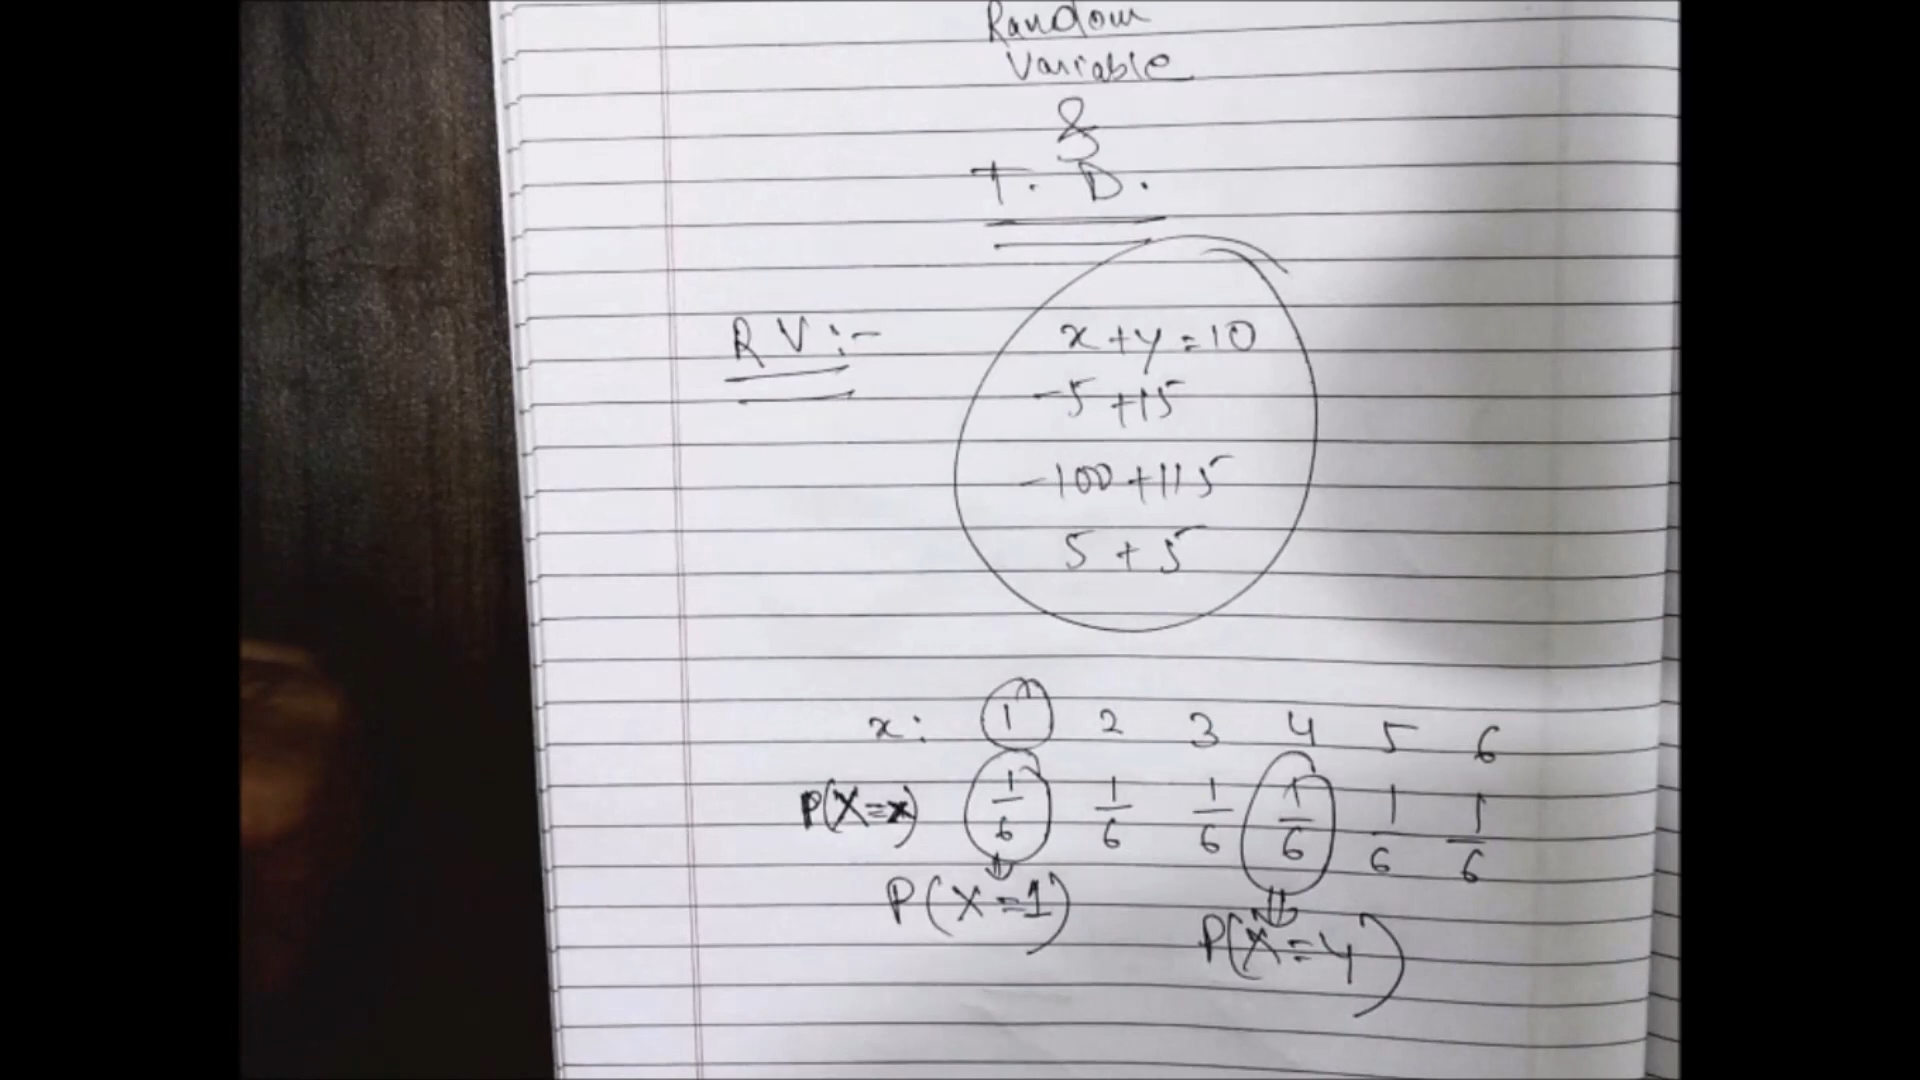 Random
Variable
&
T. D.
RV :-
x + y = 10
-5 + 15
-100 + 115
5 + 5
x : 1 2 3 4 5 6
P(X=x) 1/6 1/6 1/6 1/6 1/6 1/6
P(X=1)
P(X=4)